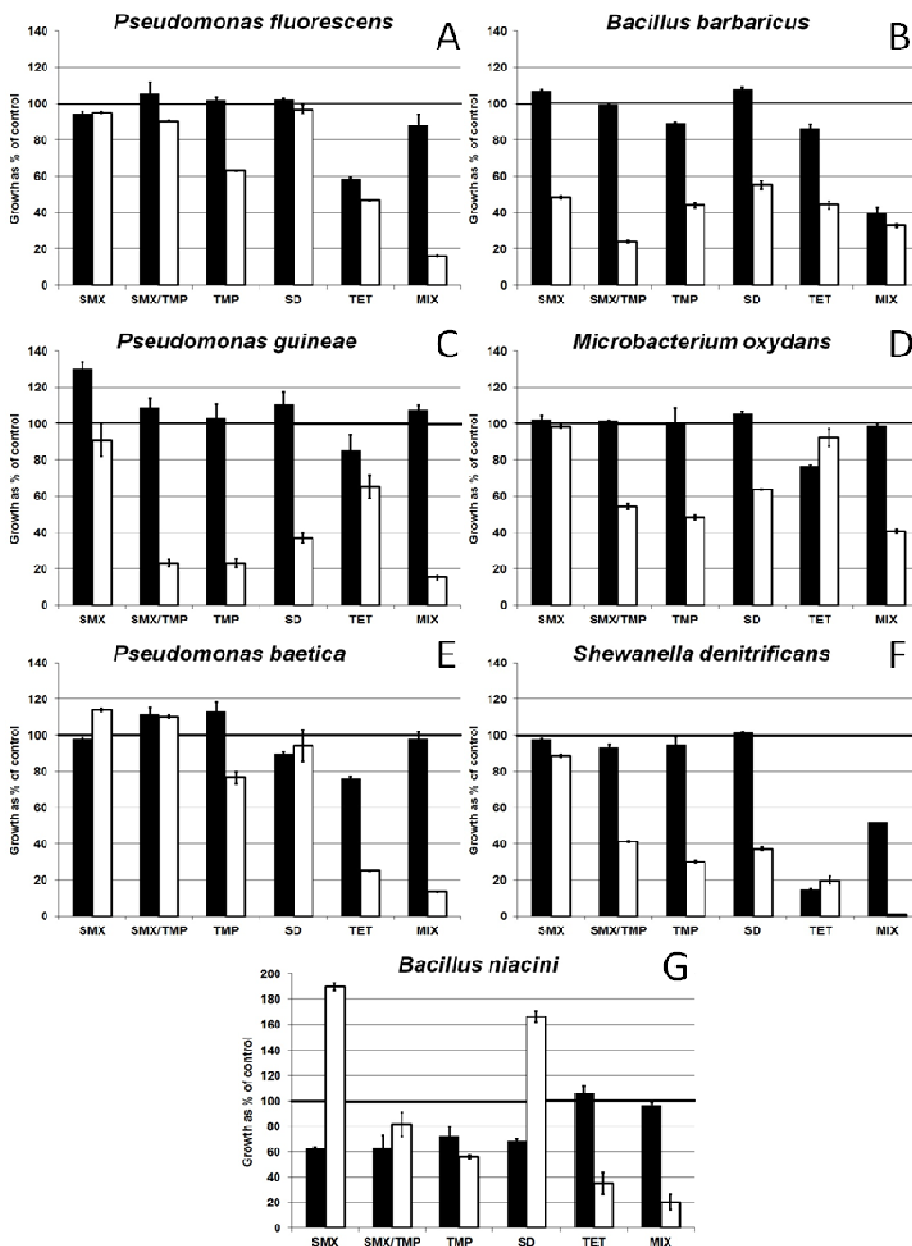 Pseudomonas fluorescens A
Growth as % of control
140
120
100
80
60
40
20
0
SMX SMX/TMP TMP SD TET MIX
Bacillus barbaricus B
Growth as % of control
140
120
100
80
60
40
20
0
SMX SMX/TMP TMP SD TET MIX
Pseudomonas guineae C
Growth as % of control
140
120
100
80
60
40
20
0
SMX SMX/TMP TMP SD TET MIX
Microbacterium oxydans D
Growth as % of control
140
120
100
80
60
40
20
0
SMX SMX/TMP TMP SD TET MIX
Pseudomonas baetica E
Growth as % of control
140
120
100
80
60
40
20
0
SMX SMX/TMP TMP SD TET MIX
Shewanella denitrificans F
Growth as % of control
140
120
100
80
60
40
20
0
SMX SMX/TMP TMP SD TET MIX
Bacillus niacini G
Growth as % of control
200
180
160
140
120
100
80
60
40
20
0
SMX SMX/TMP TMP SD TET MIX